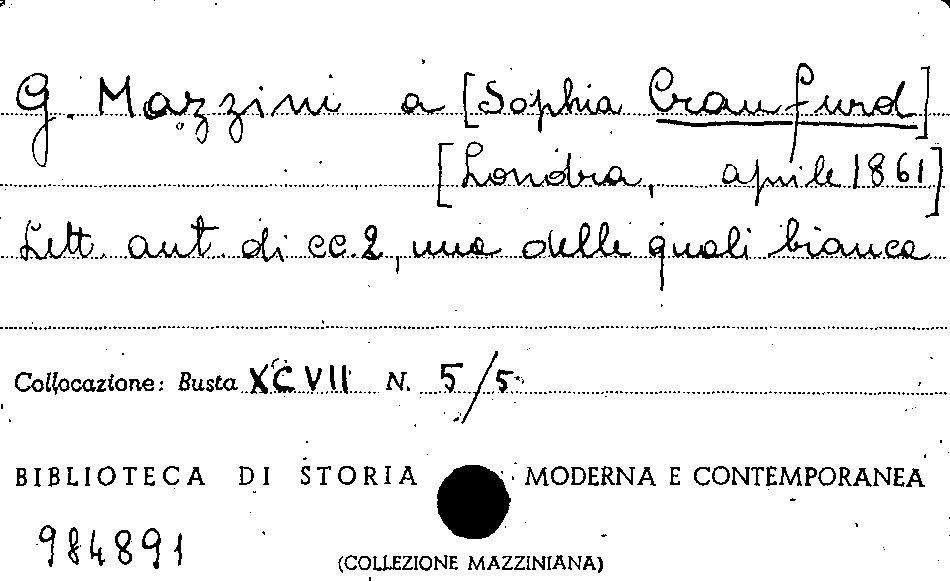 G. Mazzini a [Sophia Craufurd]
[Londra, aprile 1861]
Lett. aut. di cc. 2, una delle quali bianca
Collocazione: Busta XCVII N. 5/5
BIBLIOTECA DI STORIA MODERNA E CONTEMPORANEA
984891
(COLLEZIONE MAZZINIANA)